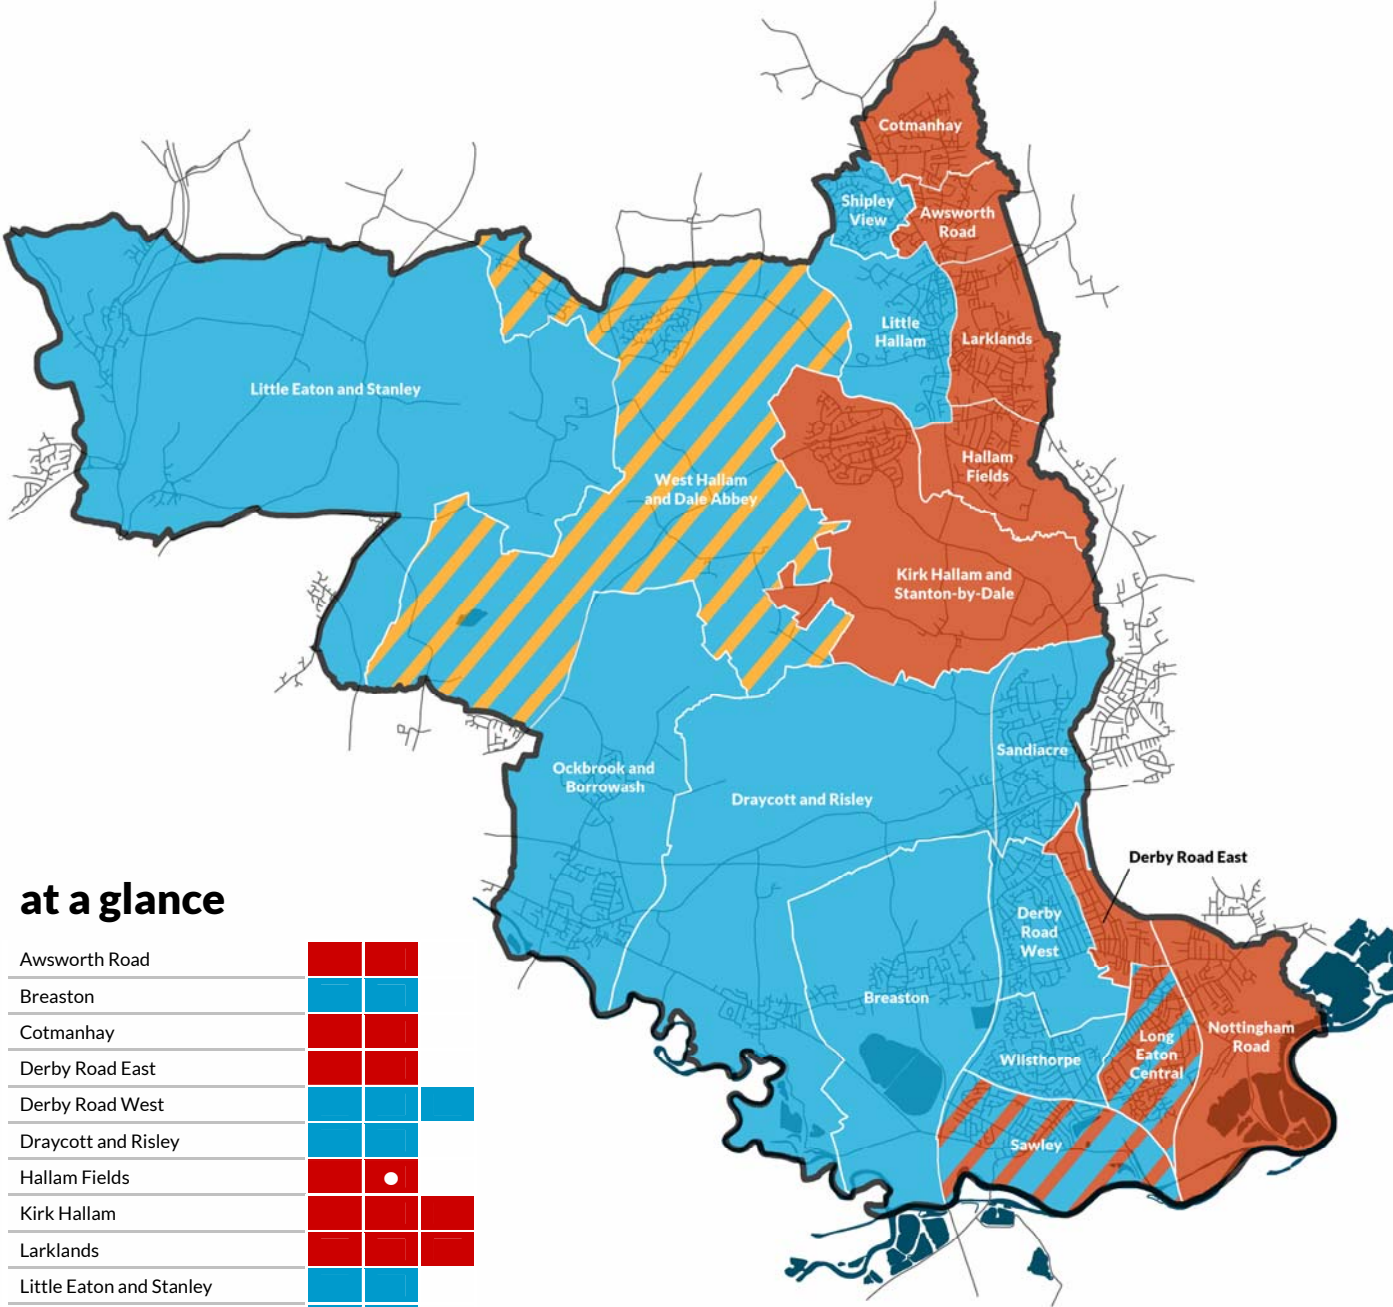 Cotmanhay
Shipley
View
Awsworth
Road
Little
Hallam
Larklands
Little Eaton and Stanley
Hallam
Fields
West Hallam
and Dale Abbey
Kirk Hallam and
Stanton-by-Dale
Sandiacre
Ockbrook and
Borrowash
Draycott and Risley
Derby Road East
Derby
Road
West
Breaston
Nottingham
Road
Long
Eaton
Central
Wilsthorpe
Sawley
at a glance
Awsworth Road
Breaston
Cotmanhay
Derby Road East
Derby Road West
Draycott and Risley
Hallam Fields
Kirk Hallam
Larklands
Little Eaton and Stanley